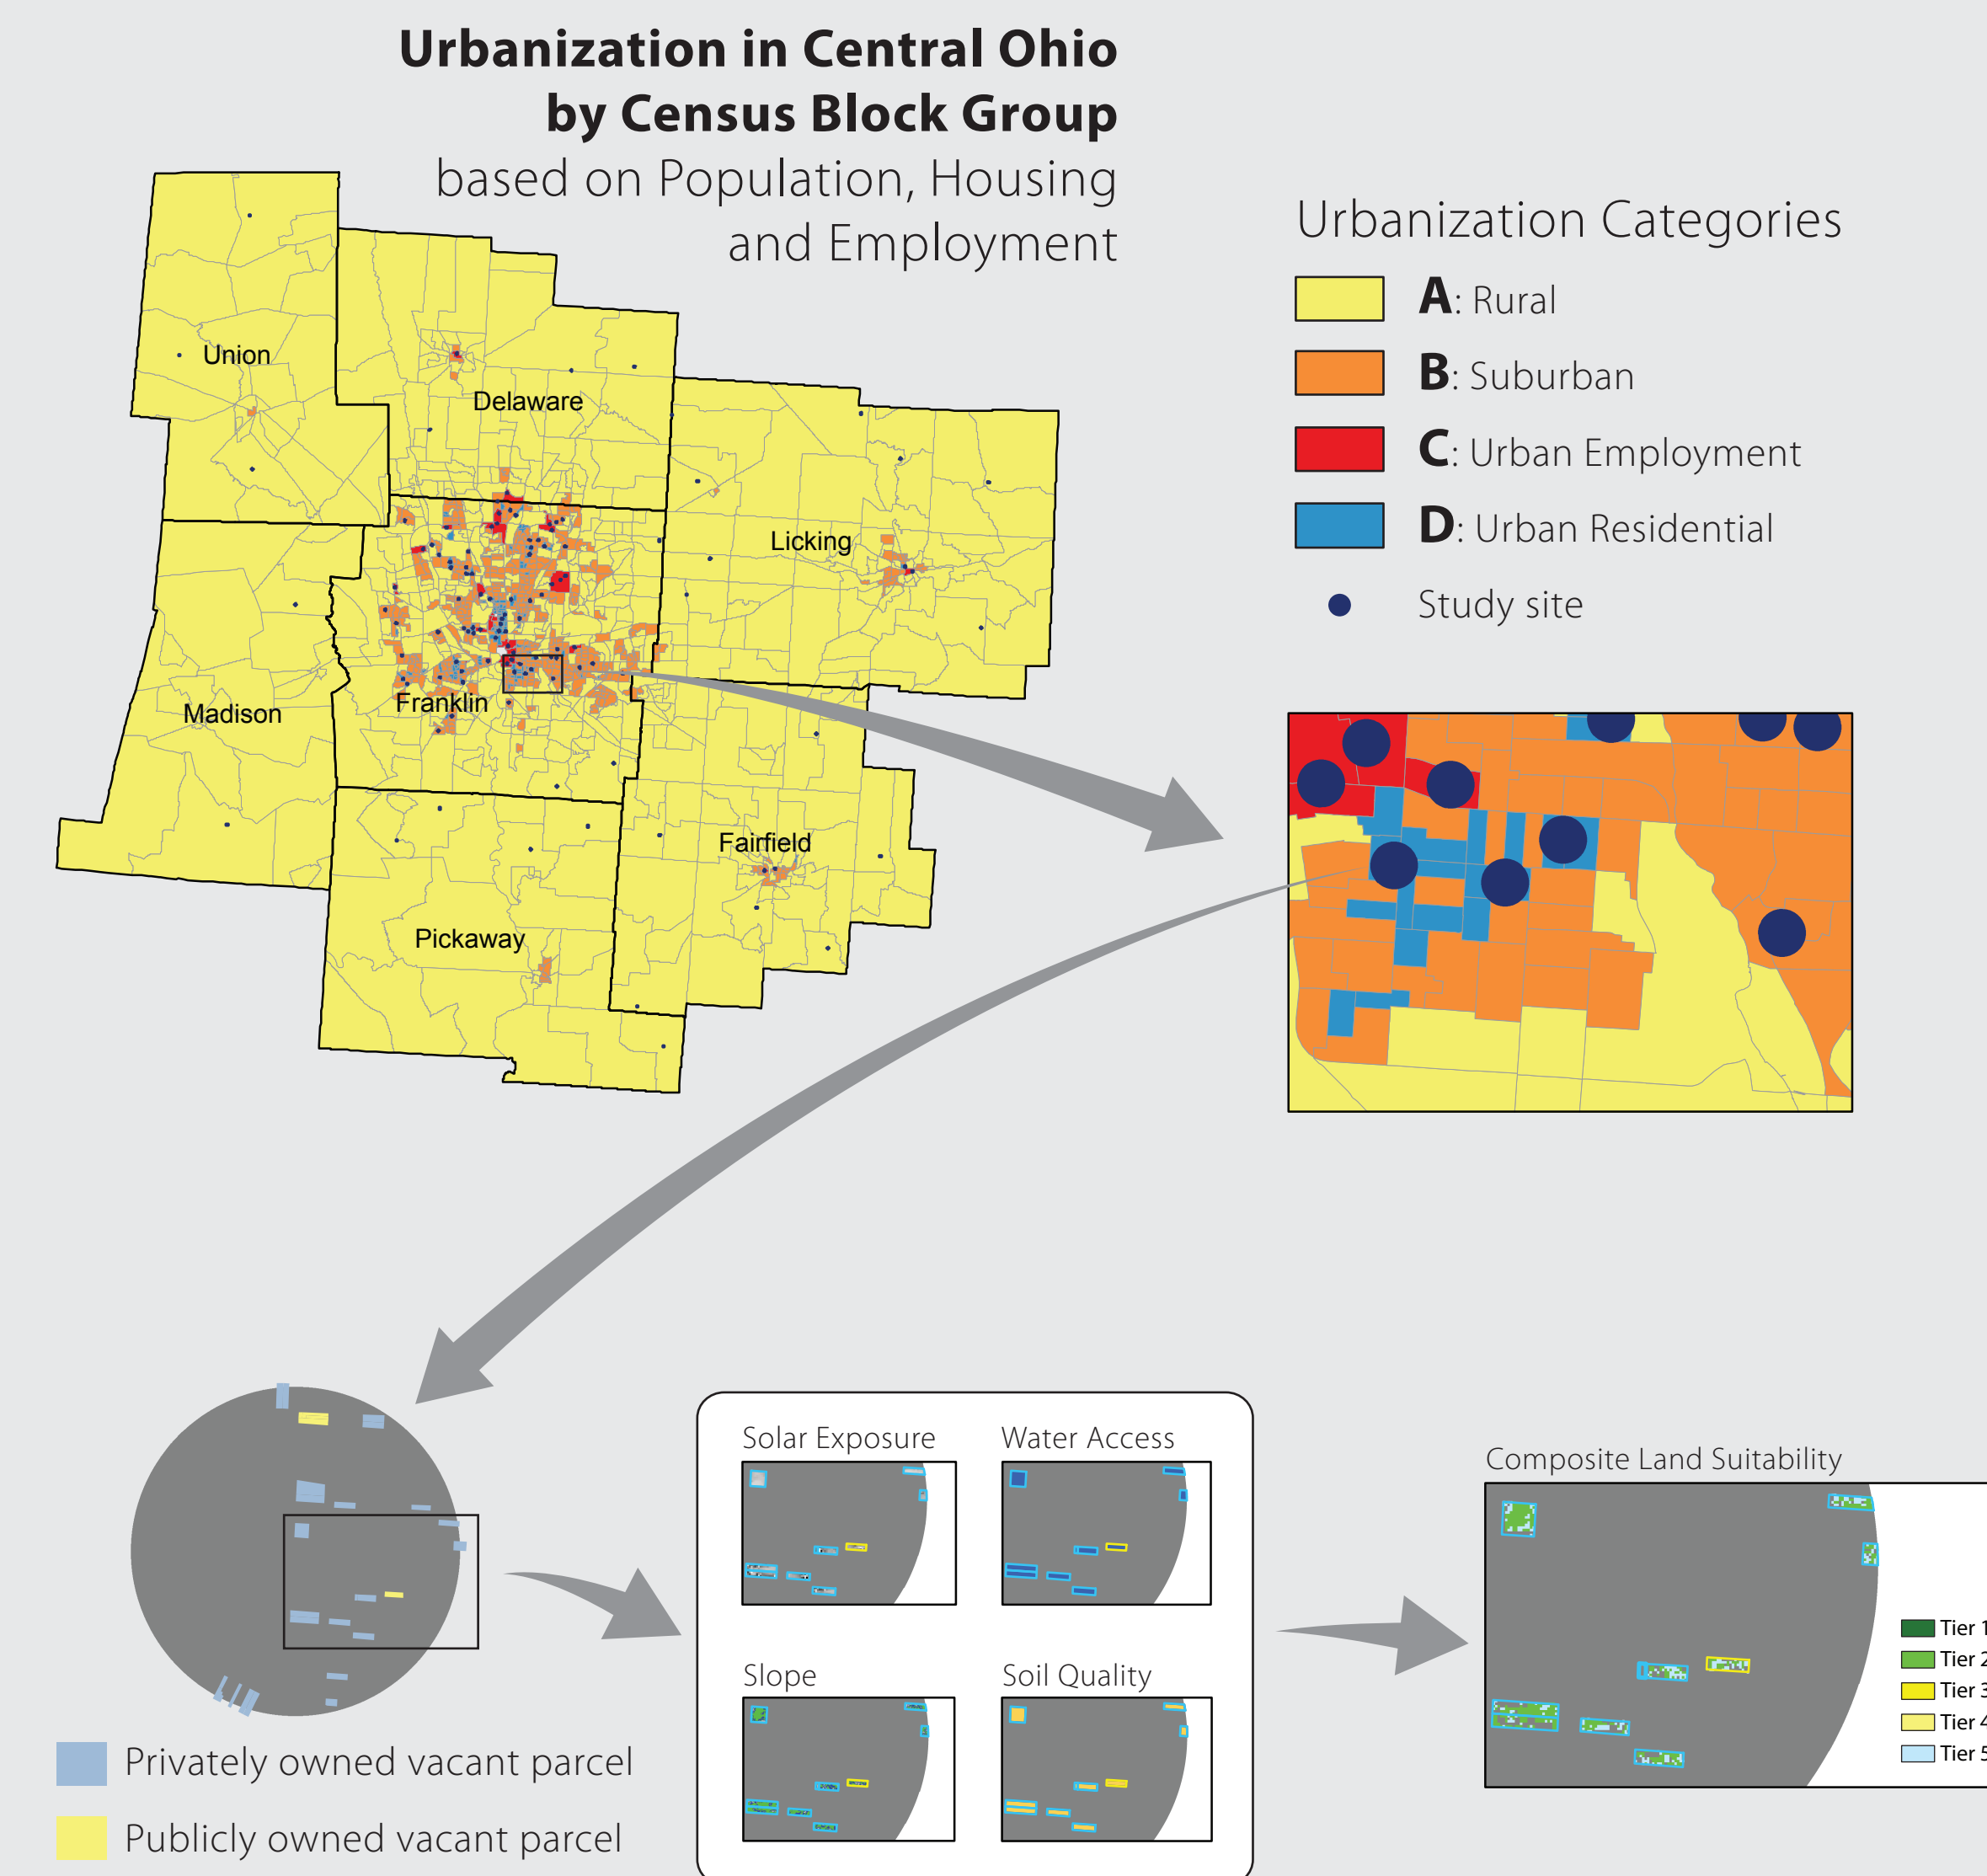 Urbanization in Central Ohio
by Census Block Group
based on Population, Housing
and Employment
Urbanization Categories
A: Rural
B: Suburban
C: Urban Employment
D: Urban Residential
Study site
Union
Delaware
Licking
Madison
Franklin
Fairfield
Pickaway
Privately owned vacant parcel
Publicly owned vacant parcel
Solar Exposure
Water Access
Slope
Soil Quality
Composite Land Suitability
Tier 1
Tier 2
Tier 3
Tier 4
Tier 5